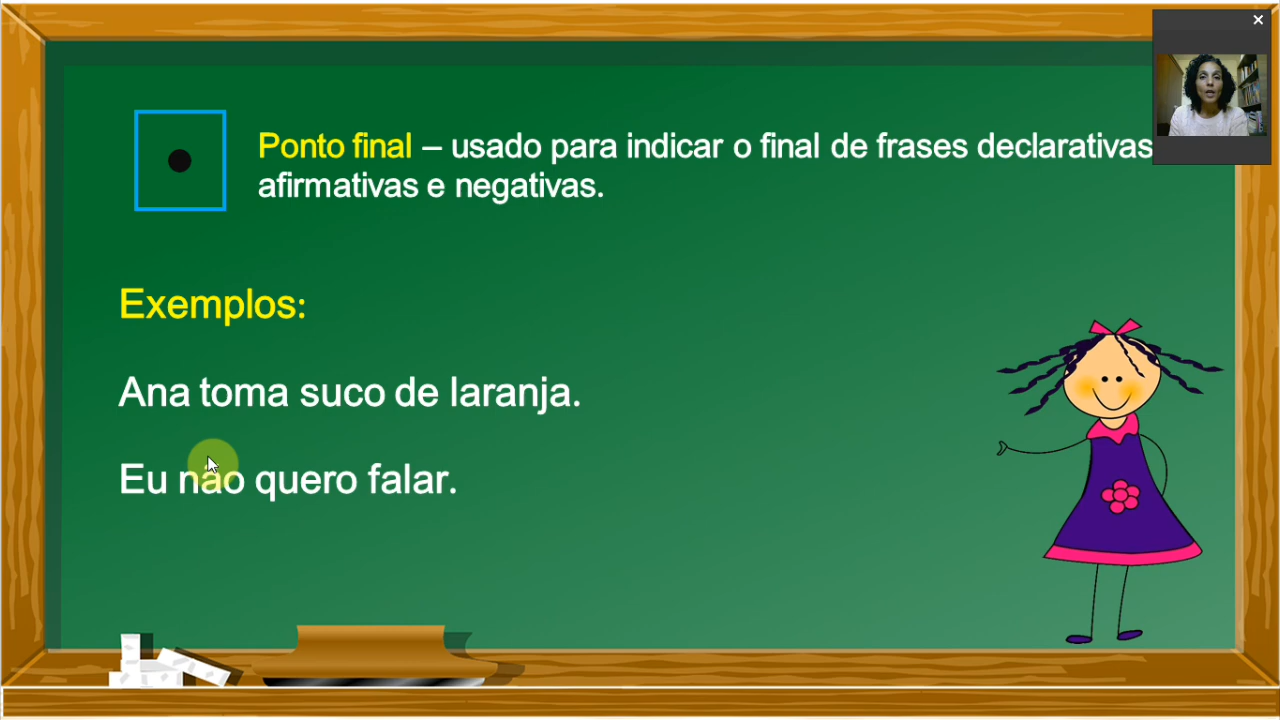 Ponto final – usado para indicar o final de frases declarativas
afirmativas e negativas.
Exemplos:
Ana toma suco de laranja.
Eu não quero falar.